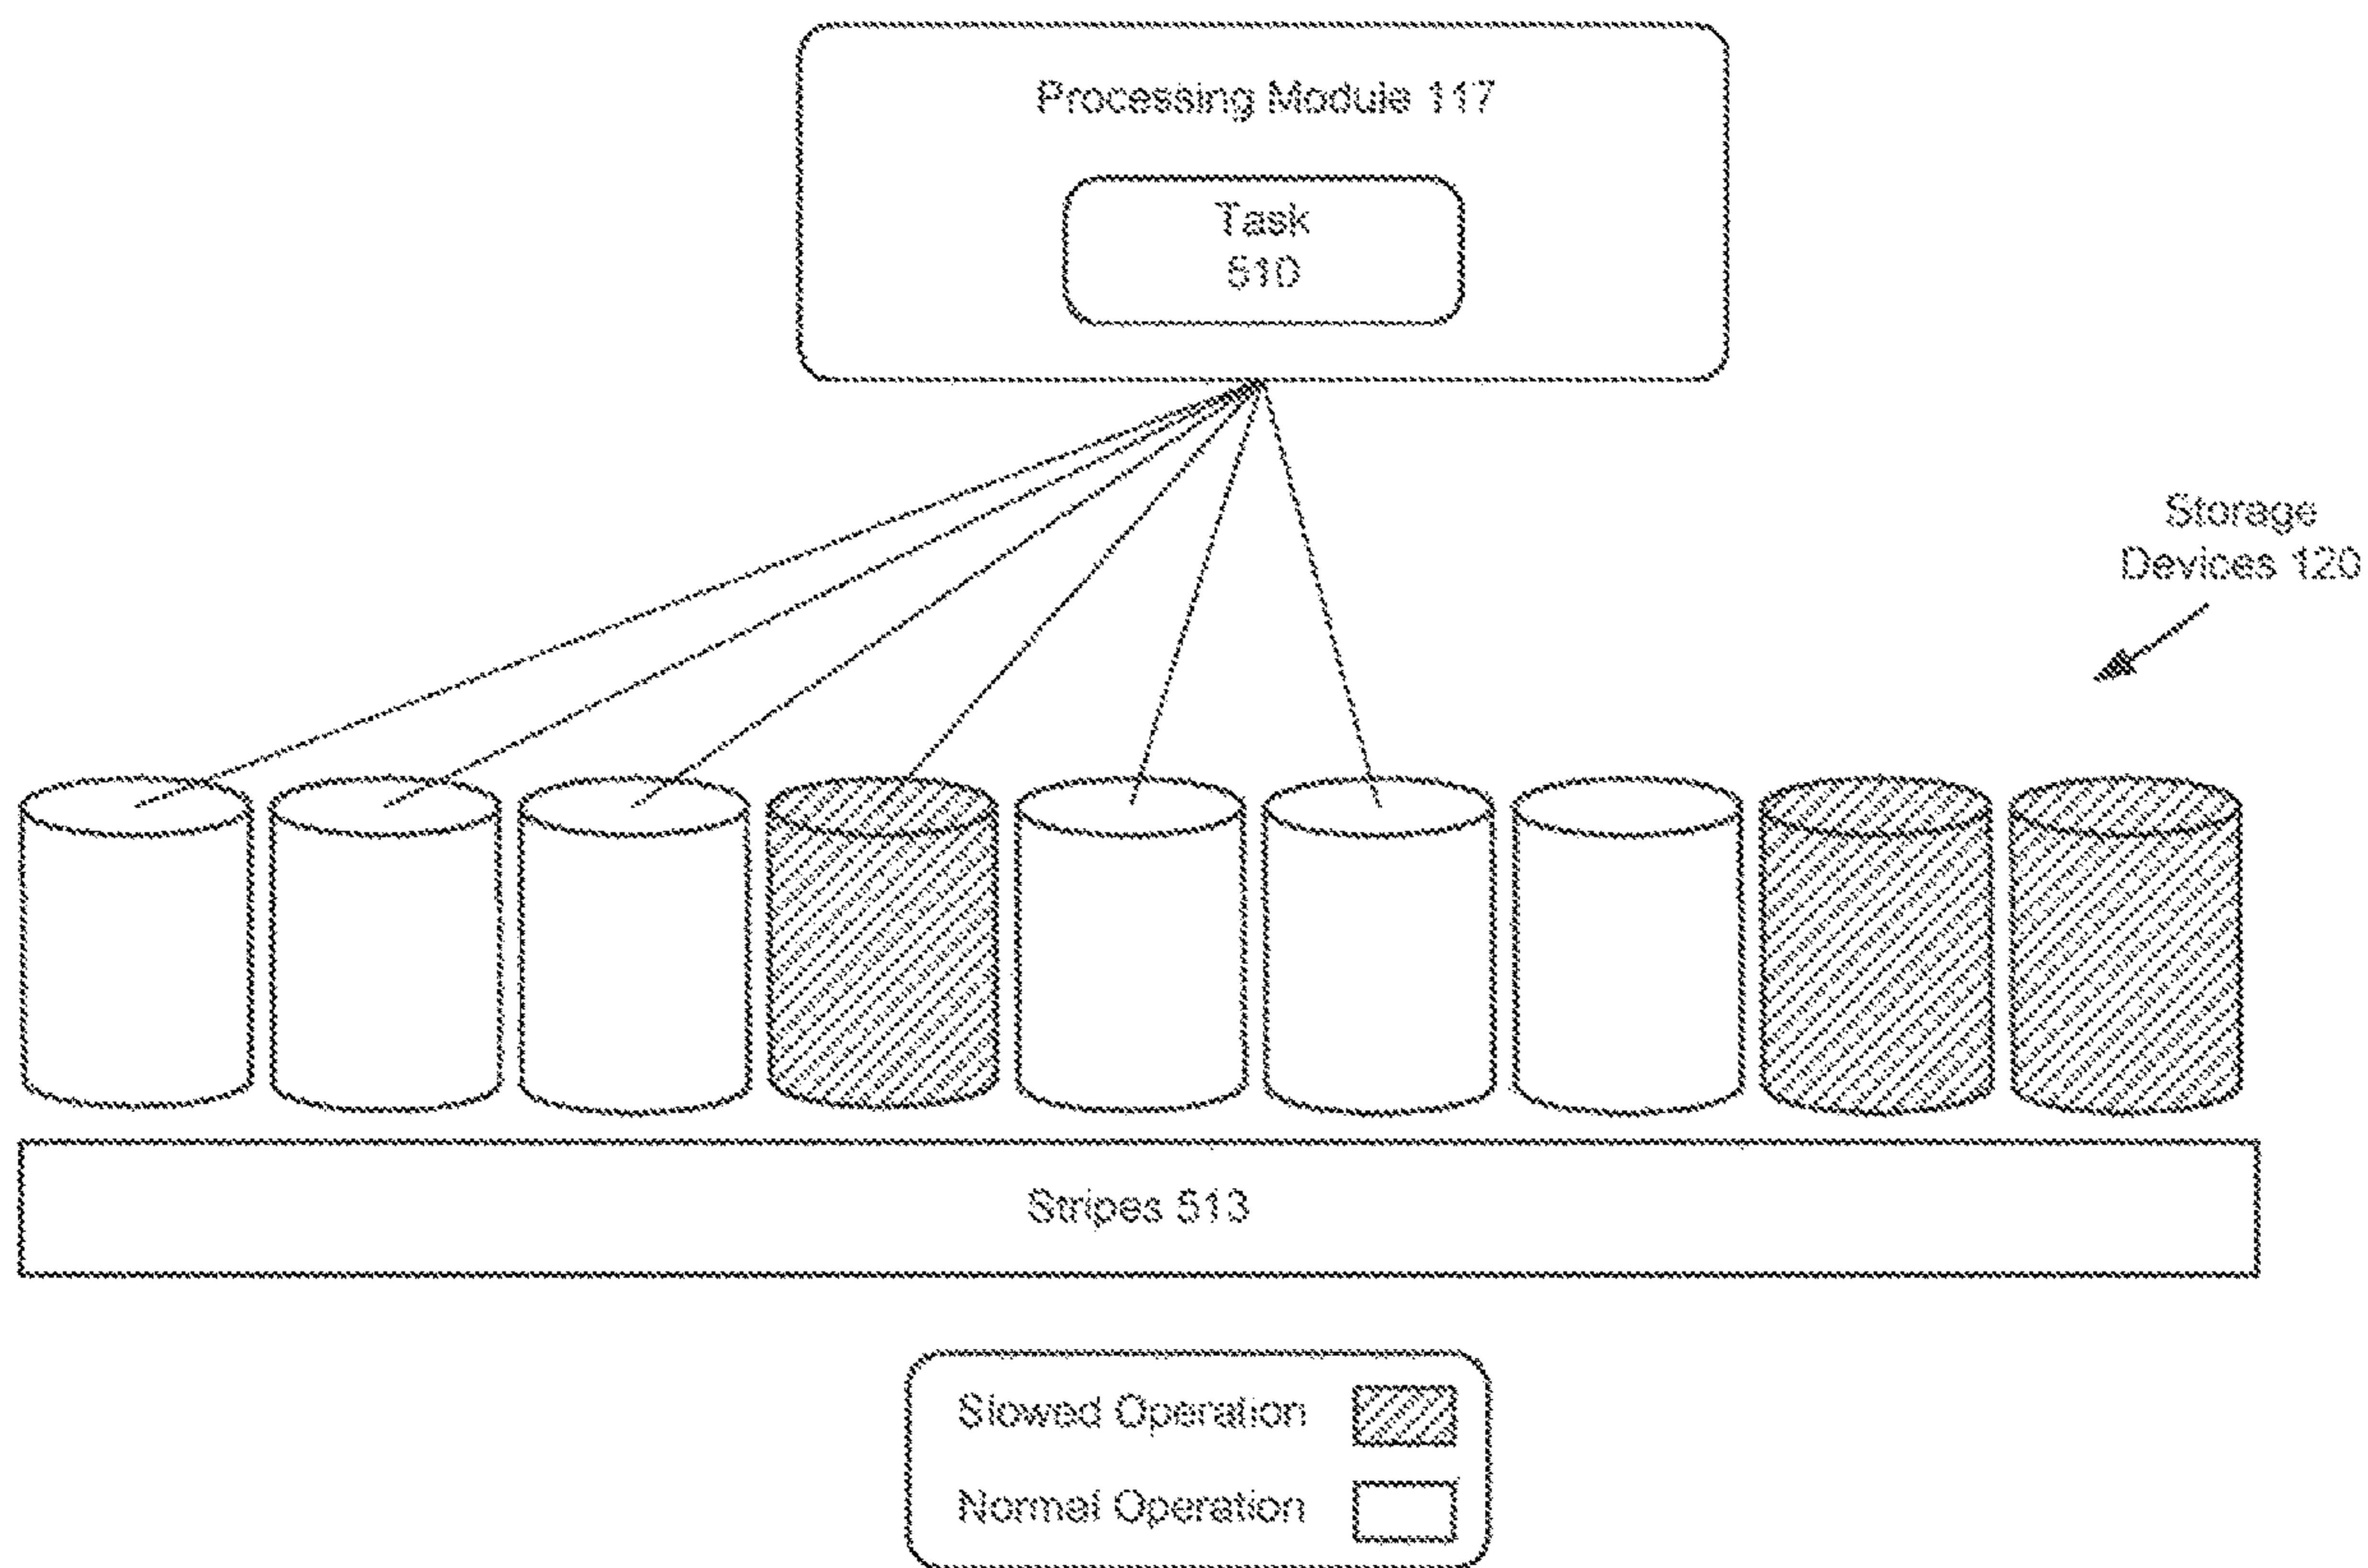 Processing Module 117
Task
510
Storage
Devices 120
Stripes 513
Slowed Operation
Normal Operation